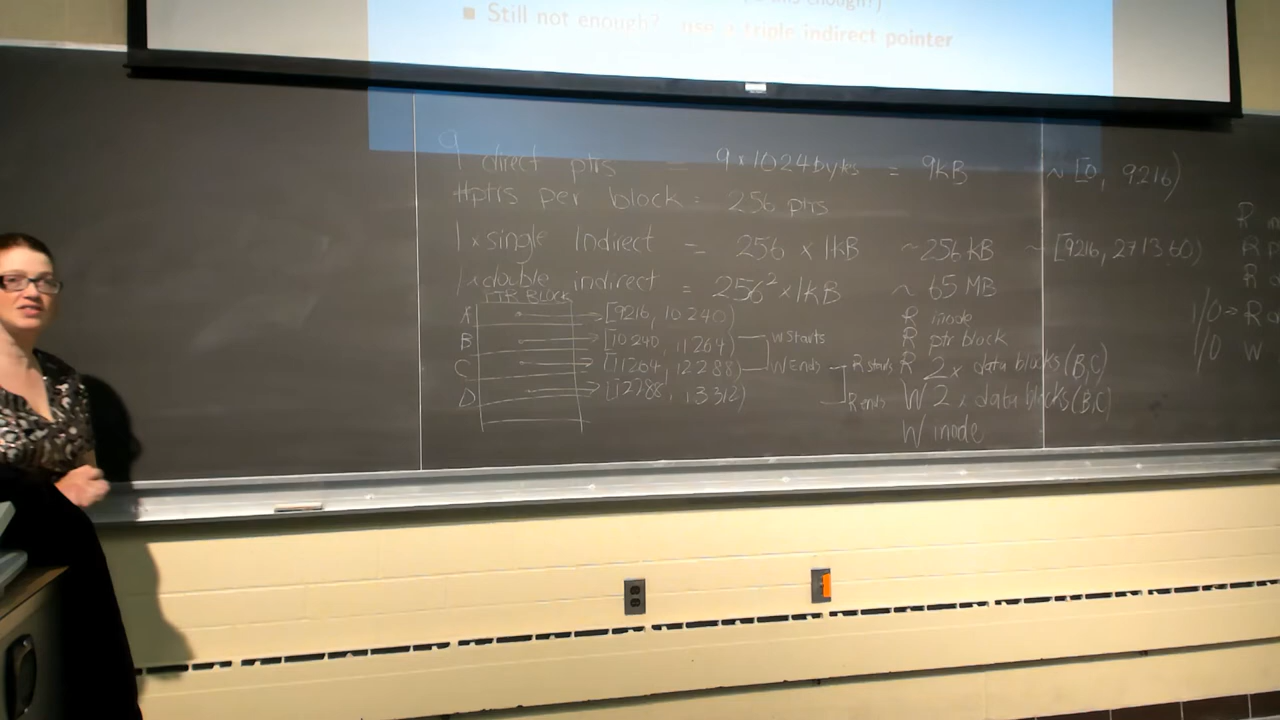 enough?)
Still not enough? use a triple indirect pointer
9 direct ptrs = 9 x 1024 bytes = 9kB ~ [0, 9216)
#ptrs per block = 256 ptrs
1 x single Indirect = 256 x 1kB ~256 kB ~ [9216, 271360)
1 x double indirect = 256² x 1kB ~ 65 MB
PTR BLOCK
A [9216, 10240) R inode
B [10240, 11264) W Starts R ptr block
C [11264, 12288) W Ends R starts R 2 x data blocks (B,C)
D [12288, 13312) R ends W 2 x data blocks (B,C)
W inode
R
R
R
I/O → R
I/O W